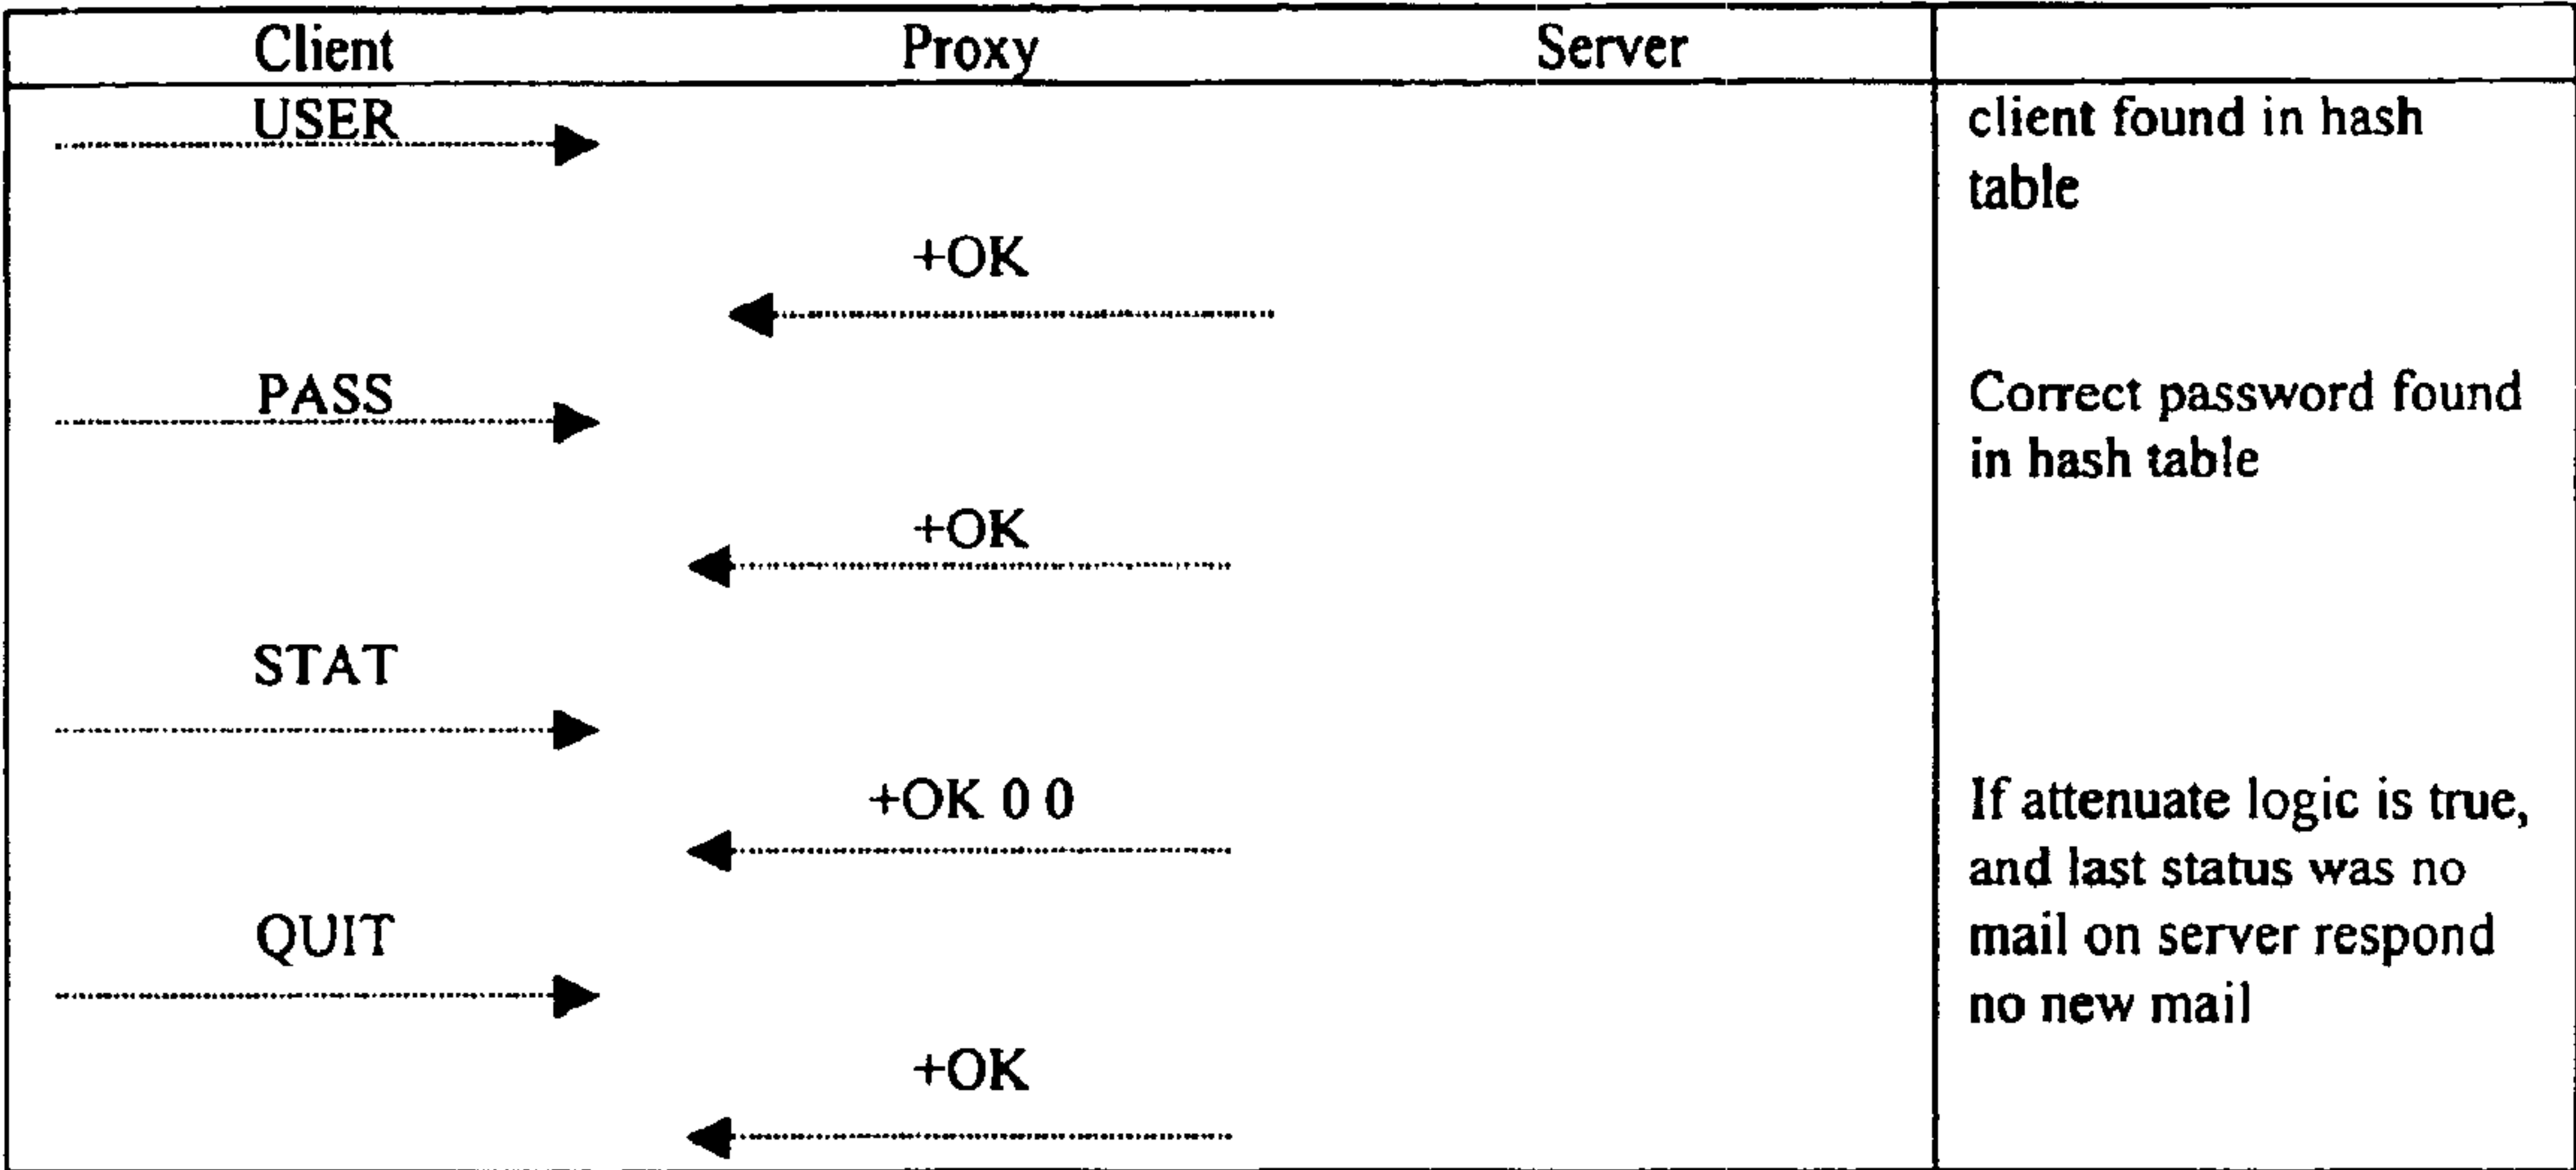 Client Proxy Server
USER
client found in hash
table
+OK
PASS
Correct password found
in hash table
+OK
STAT
+OK 0 0
If attenuate logic is true,
and last status was no
mail on server respond
no new mail
QUIT
+OK